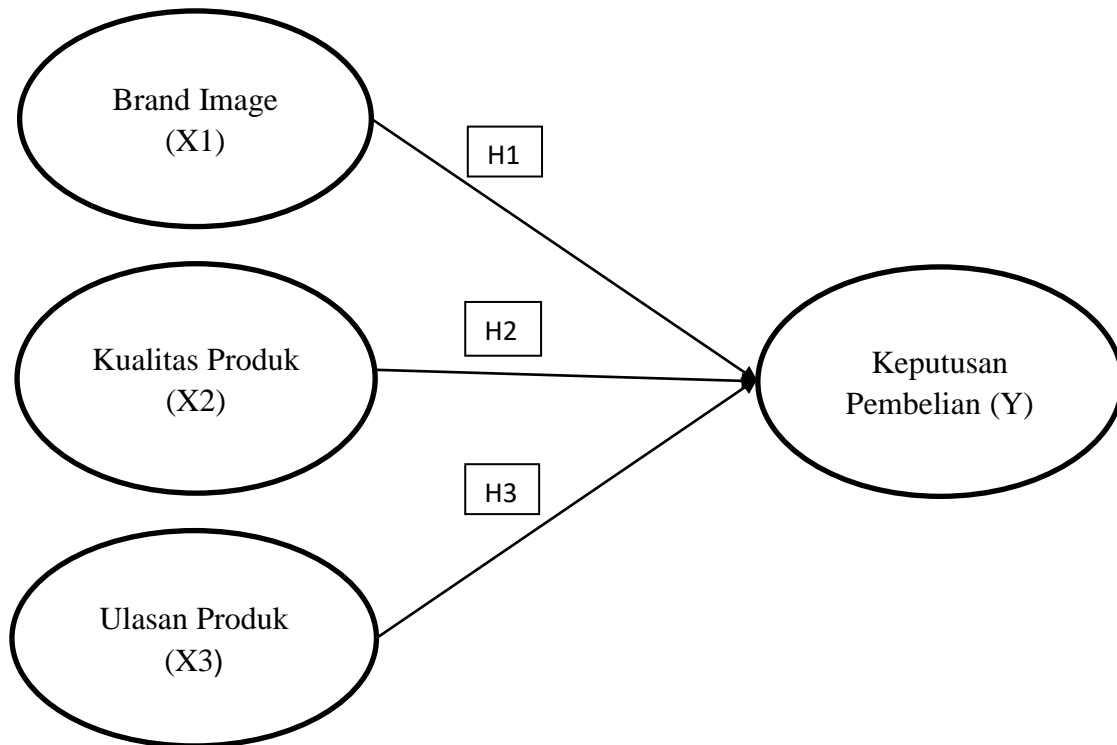 Brand Image
(X1)
H1
Kualitas Produk
(X2)
H2
Keputusan
Pembelian (Y)
H3
Ulasan Produk
(X3)